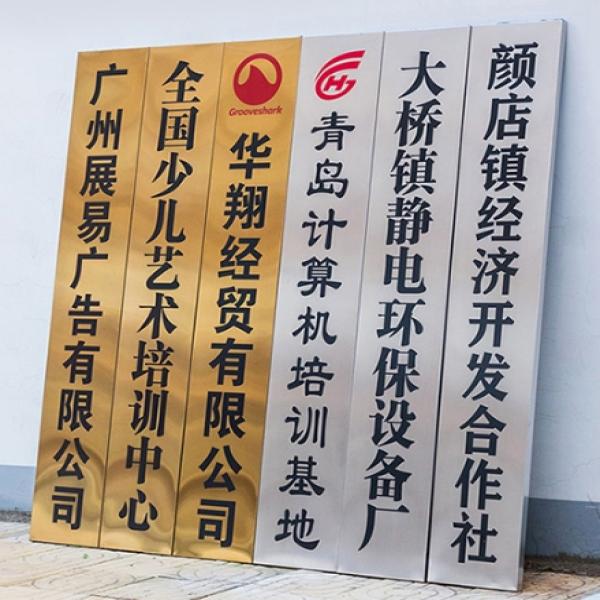 广州展易广告有限公司
全国少儿艺术培训中心
Grooveshark
华翔经贸有限公司
HG
青岛计算机培训基地
大桥镇静电环保设备厂
颜店镇经济开发合作社